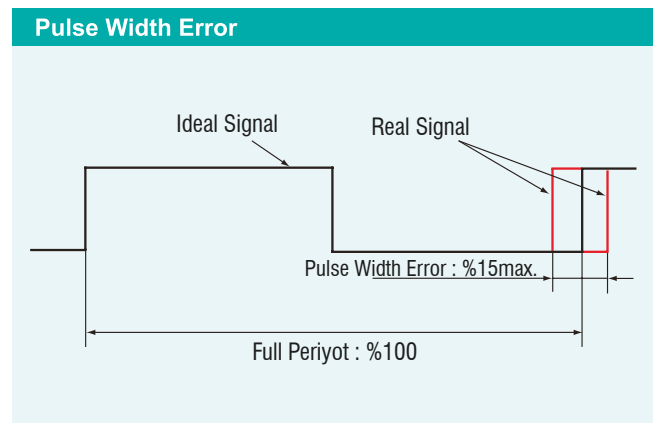 Pulse Width Error
Ideal Signal
Real Signal
Pulse Width Error : %15max.
Full Periyot : %100